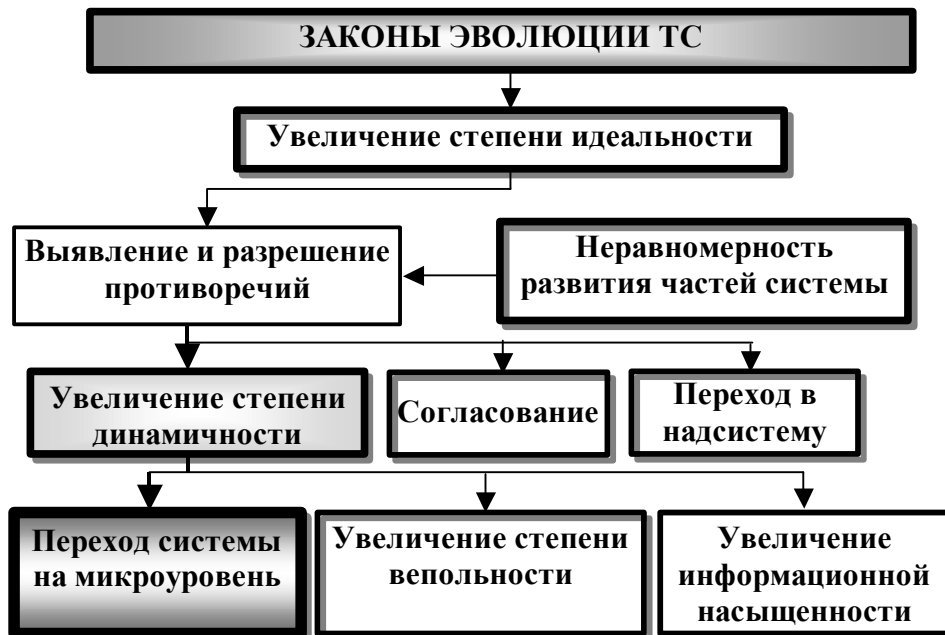 ЗАКОНЫ ЭВОЛЮЦИИ ТС
Увеличение степени идеальности
Выявление и разрешение
противоречий
Неравномерность
развития частей системы
Увеличение степени
динамичности
Согласование
Переход в
надсистему
Переход системы
на микроуровень
Увеличение степени
вепольности
Увеличение
информационной
насыщенности